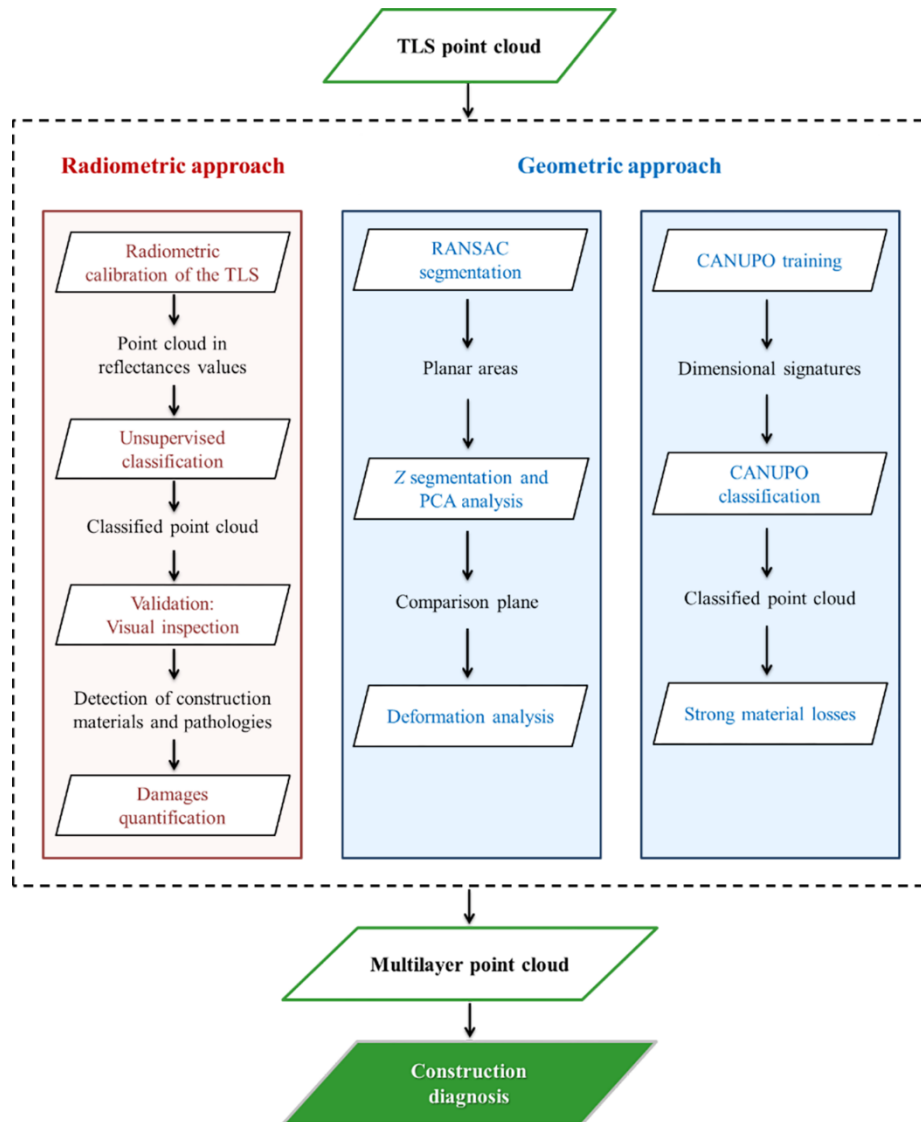 TLS point cloud
Radiometric approach
Geometric approach
Radiometric
calibration of the TLS
Point cloud in
reflectances values
Unsupervised
classification
Classified point cloud
Validation:
Visual inspection
Detection of construction
materials and pathologies
Damages
quantification
RANSAC
segmentation
Planar areas
Z segmentation and
PCA analysis
Comparison plane
Deformation analysis
CANUPO training
Dimensional signatures
CANUPO
classification
Classified point cloud
Strong material losses
Multilayer point cloud
Construction
diagnosis